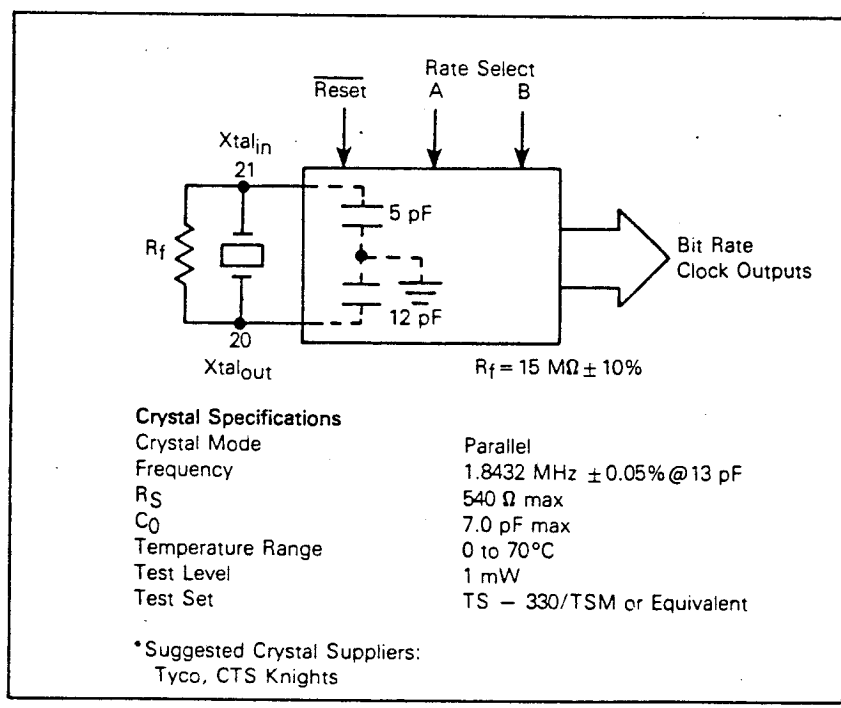 Rate Select
Reset A B
Xtalin
21
5 pF
Rf
Bit Rate
Clock Outputs
12 pF
20
Xtalout
Rf = 15 MΩ ± 10%
Crystal Specifications
Crystal Mode Parallel
Frequency 1.8432 MHz ±0.05%@13 pF
RS 540 Ω max
C0 7.0 pF max
Temperature Range 0 to 70°C
Test Level 1 mW
Test Set TS – 330/TSM or Equivalent
*Suggested Crystal Suppliers:
Tyco, CTS Knights